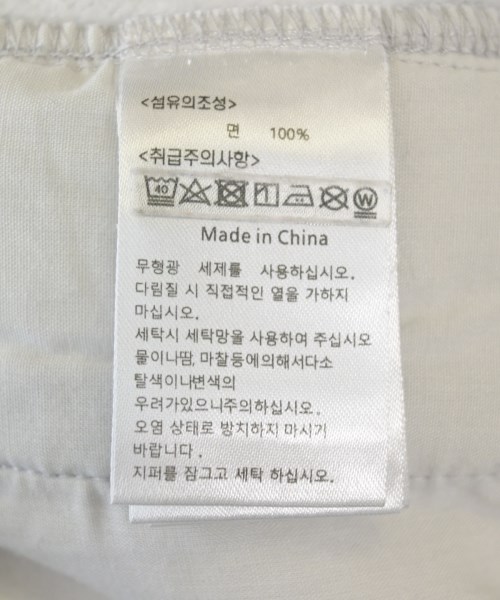 <섬유의조성>
면 100%
<취급주의사항>
40
W
Made in China
무형광 세제를 사용하십시오.
다림질 시 직접적인 열을 가하지
마십시오.
세탁시 세탁망을 사용하여 주십시오
물이나땀, 마찰등에의해서다소
탈색이나변색의
우려가있으니주의하십시오.
오염 상태로 방치하지 마시기
바랍니다.
지퍼를 잠그고 세탁 하십시오.